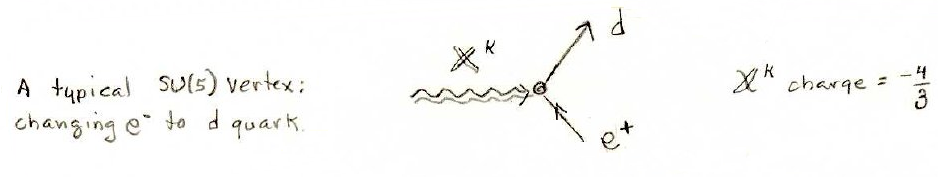 A typical SU(5) vertex:
changing e⁻ to d quark.
X^k
d
e⁺
X^k charge = -4/3